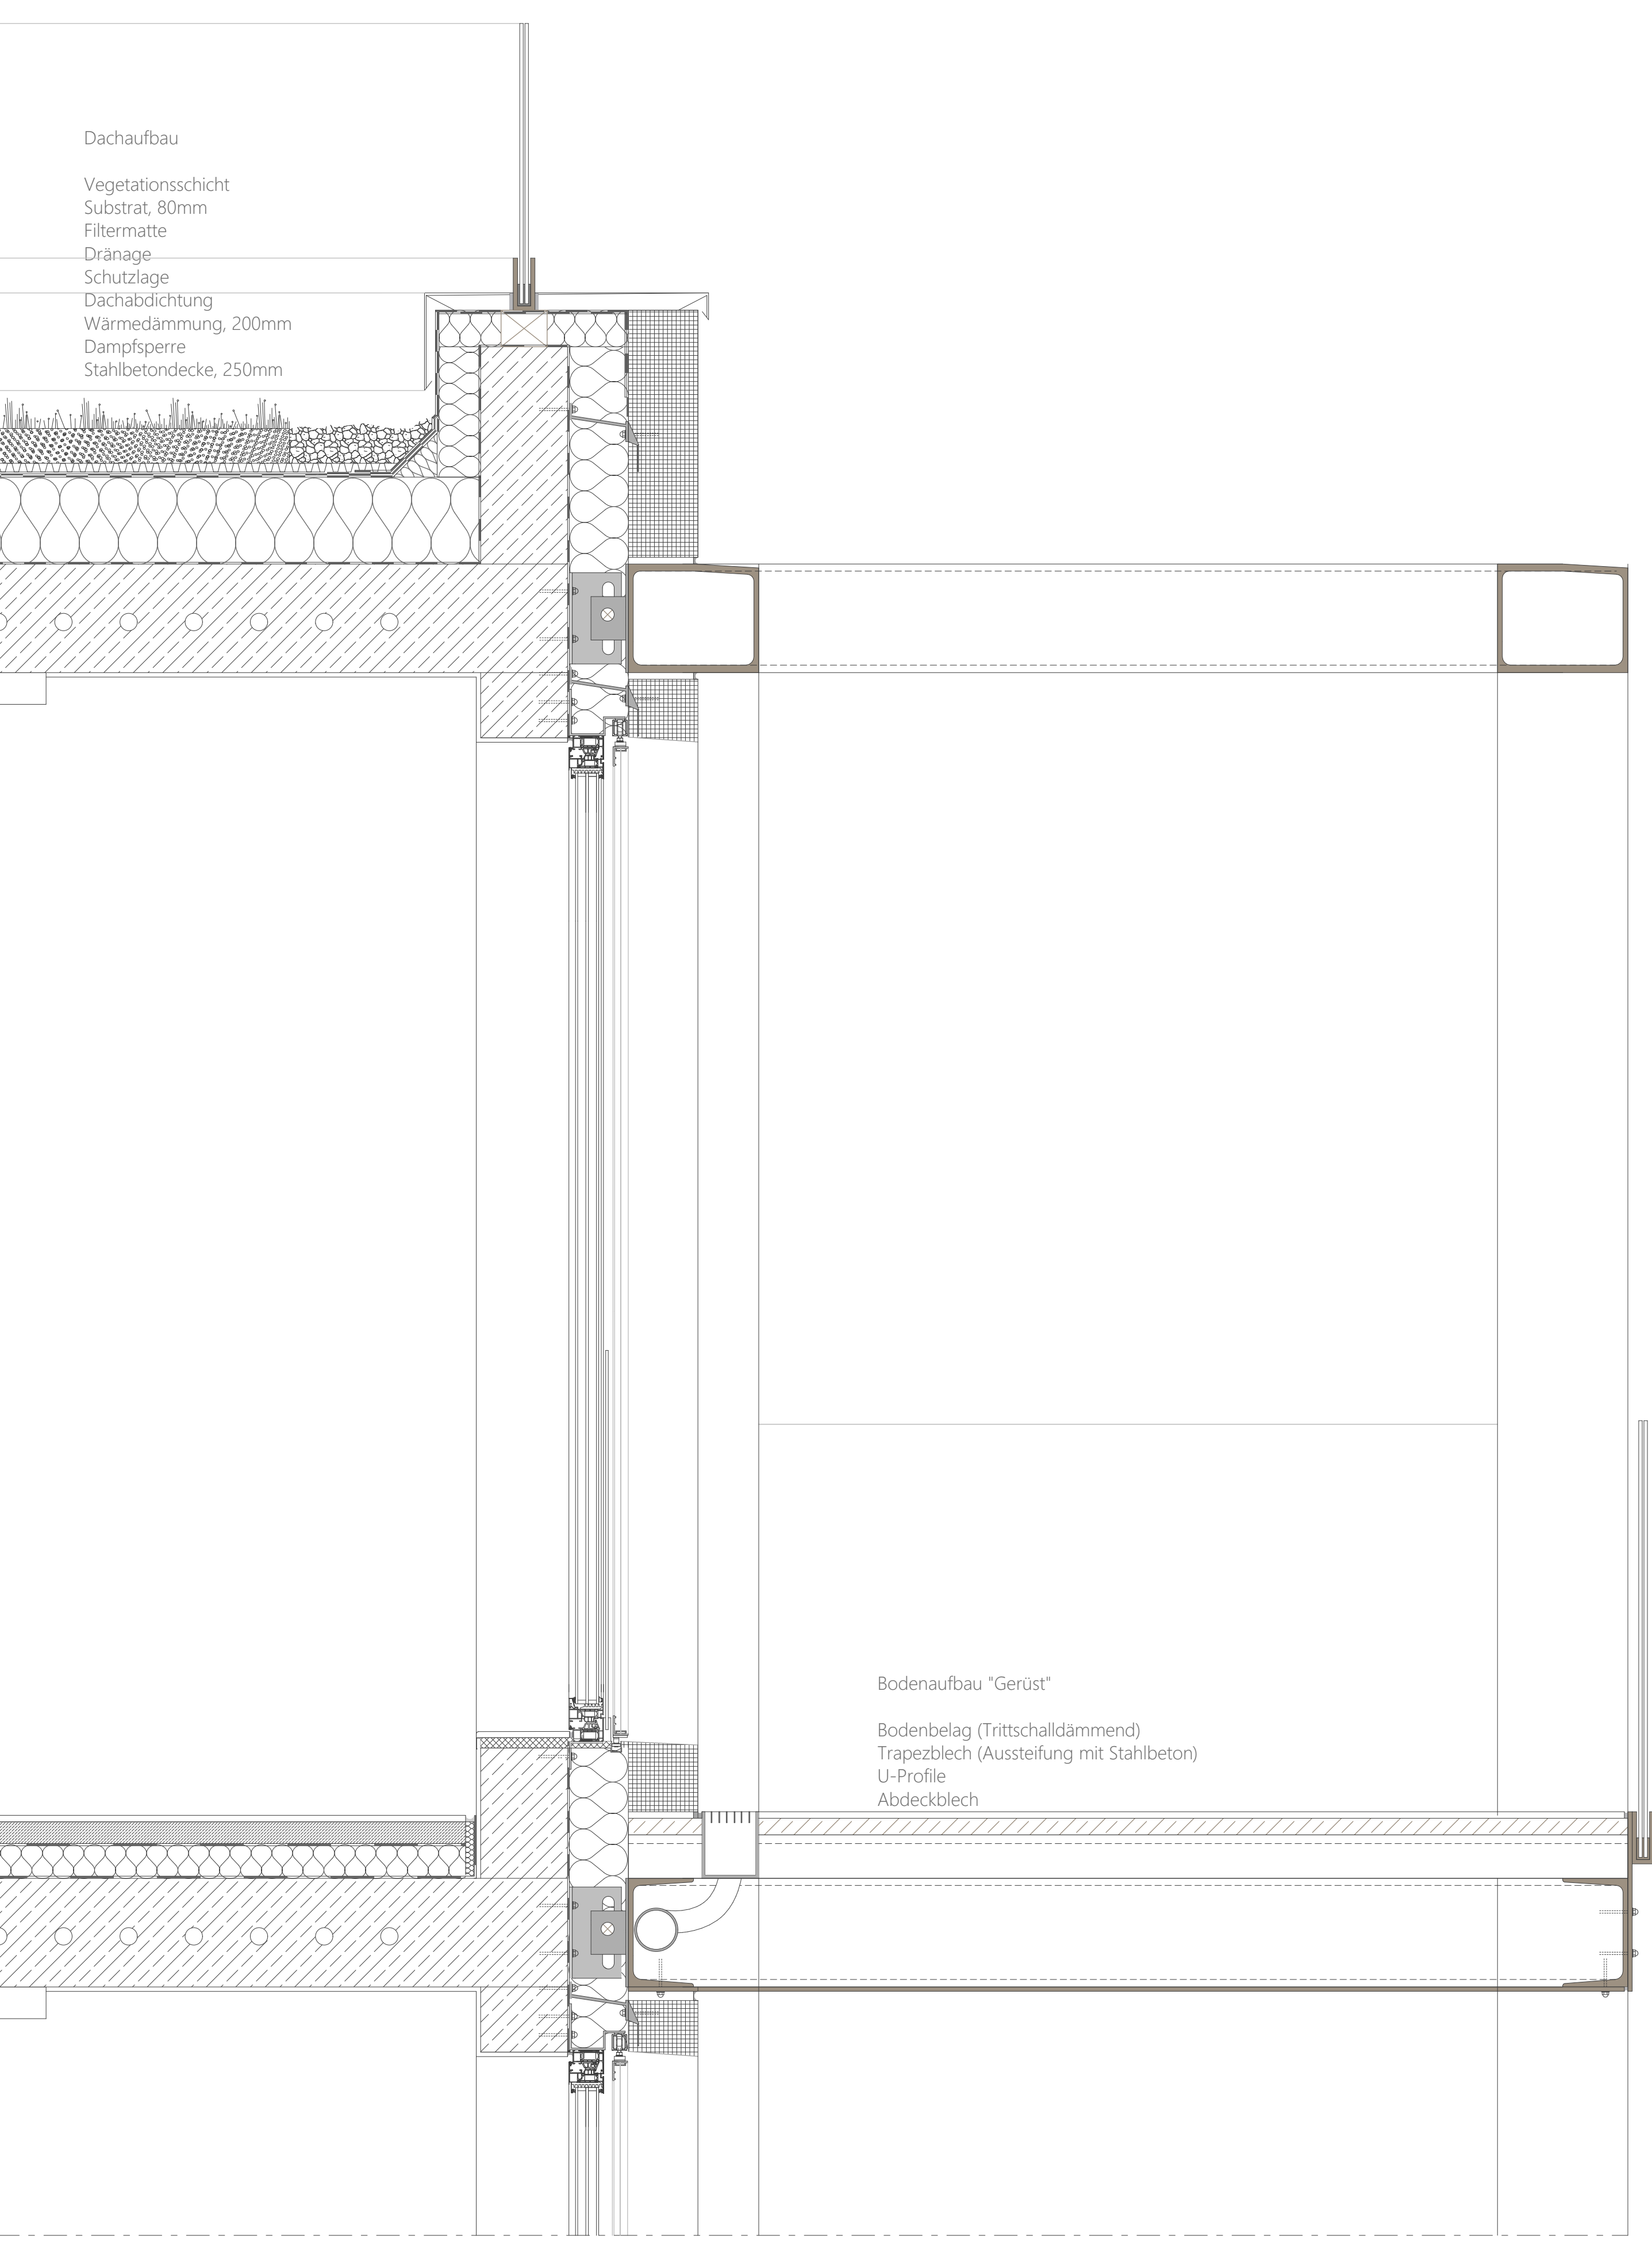 Dachaufbau
Vegetationsschicht
Substrat, 80mm
Filtermatte
Dränage
Schutzlage
Dachabdichtung
Wärmedämmung, 200mm
Dampfsperre
Stahlbetondecke, 250mm
Bodenaufbau "Gerüst"
Bodenbelag (Trittschalldämmend)
Trapezblech (Aussteifung mit Stahlbeton)
U-Profile
Abdeckblech